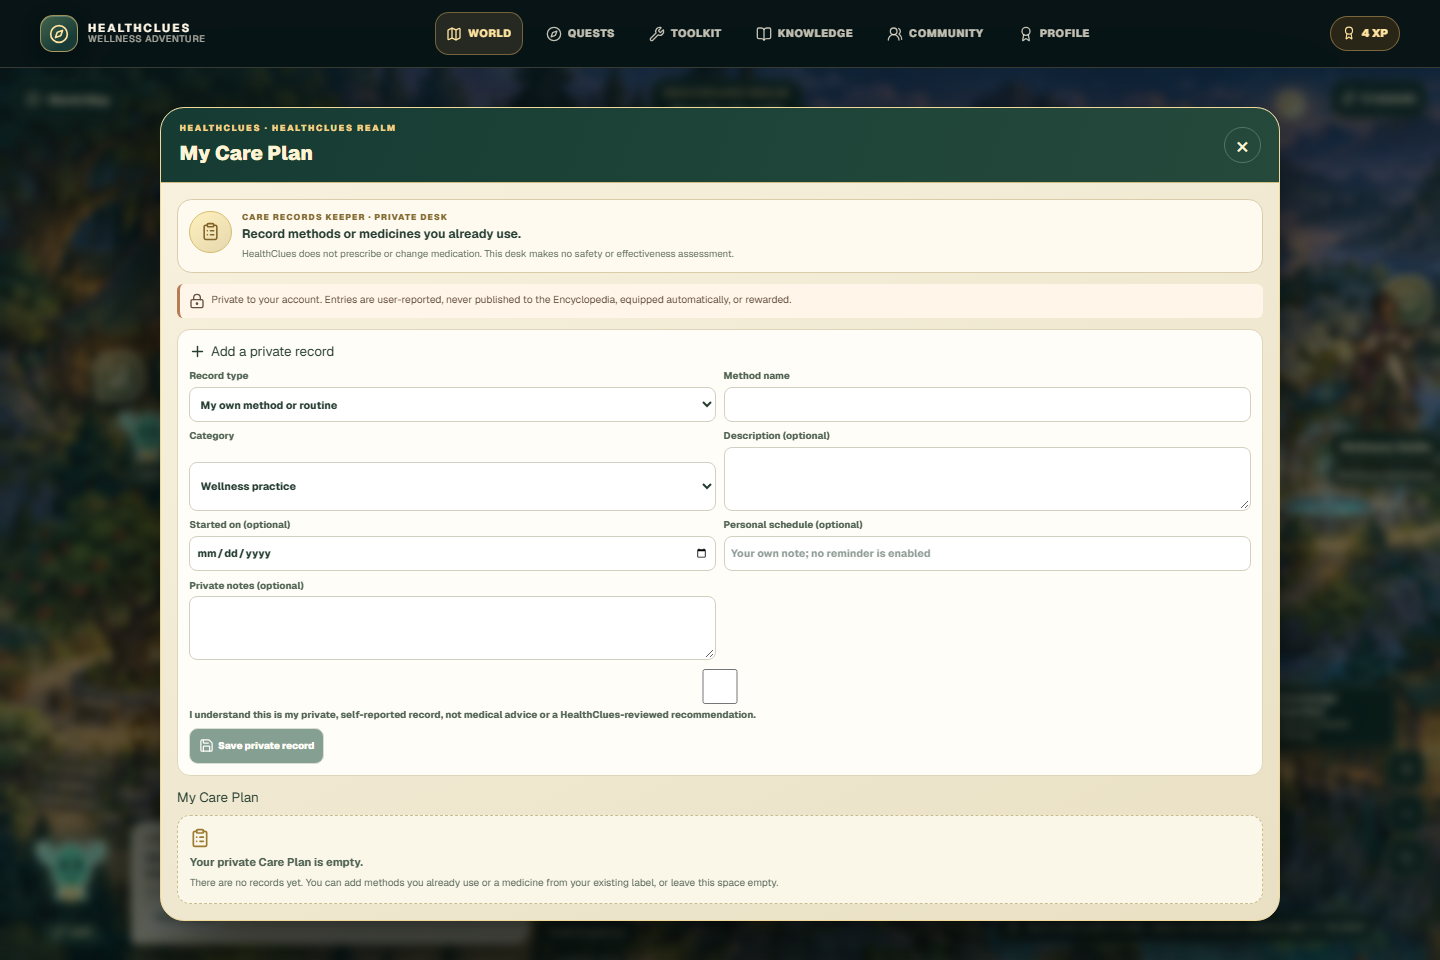 HEALTHCLUES
WELLNESS ADVENTURE
WORLD
QUESTS
TOOLKIT
KNOWLEDGE
COMMUNITY
PROFILE
4 XP
HEALTHCLUES · HEALTHCLUES REALM
My Care Plan
CARE RECORDS KEEPER · PRIVATE DESK
Record methods or medicines you already use.
HealthClues does not prescribe or change medication. This desk makes no safety or effectiveness assessment.
Private to your account. Entries are user-reported, never published to the Encyclopedia, equipped automatically, or rewarded.
Add a private record
Record type
Method name
My own method or routine
Category
Description (optional)
Wellness practice
Started on (optional)
Personal schedule (optional)
mm/dd/yyyy
Your own note; no reminder is enabled
Private notes (optional)
I understand this is my private, self-reported record, not medical advice or a HealthClues-reviewed recommendation.
Save private record
My Care Plan
Your private Care Plan is empty.
There are no records yet. You can add methods you already use or a medicine from your existing label, or leave this space empty.